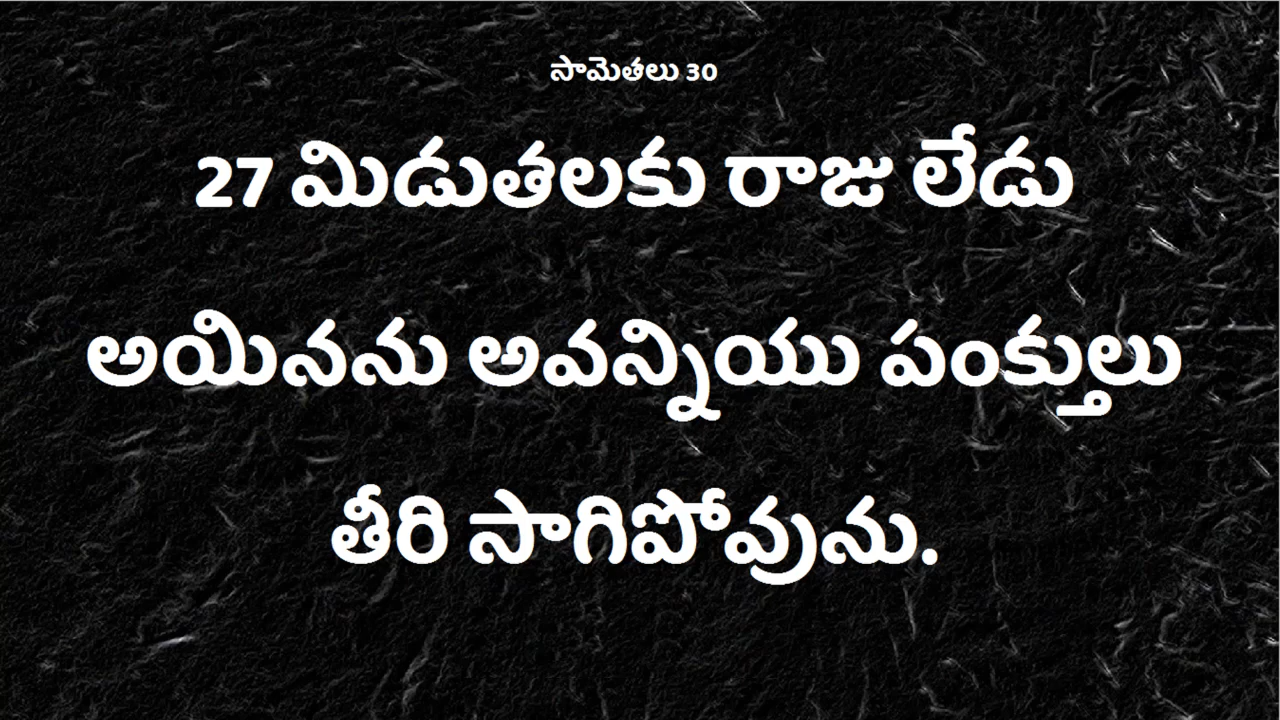 సామెతలు 30
27 మిడుతలకు రాజు లేడు
అయినను అవన్నియు పంక్తులు
తీరి సాగిపోవును.